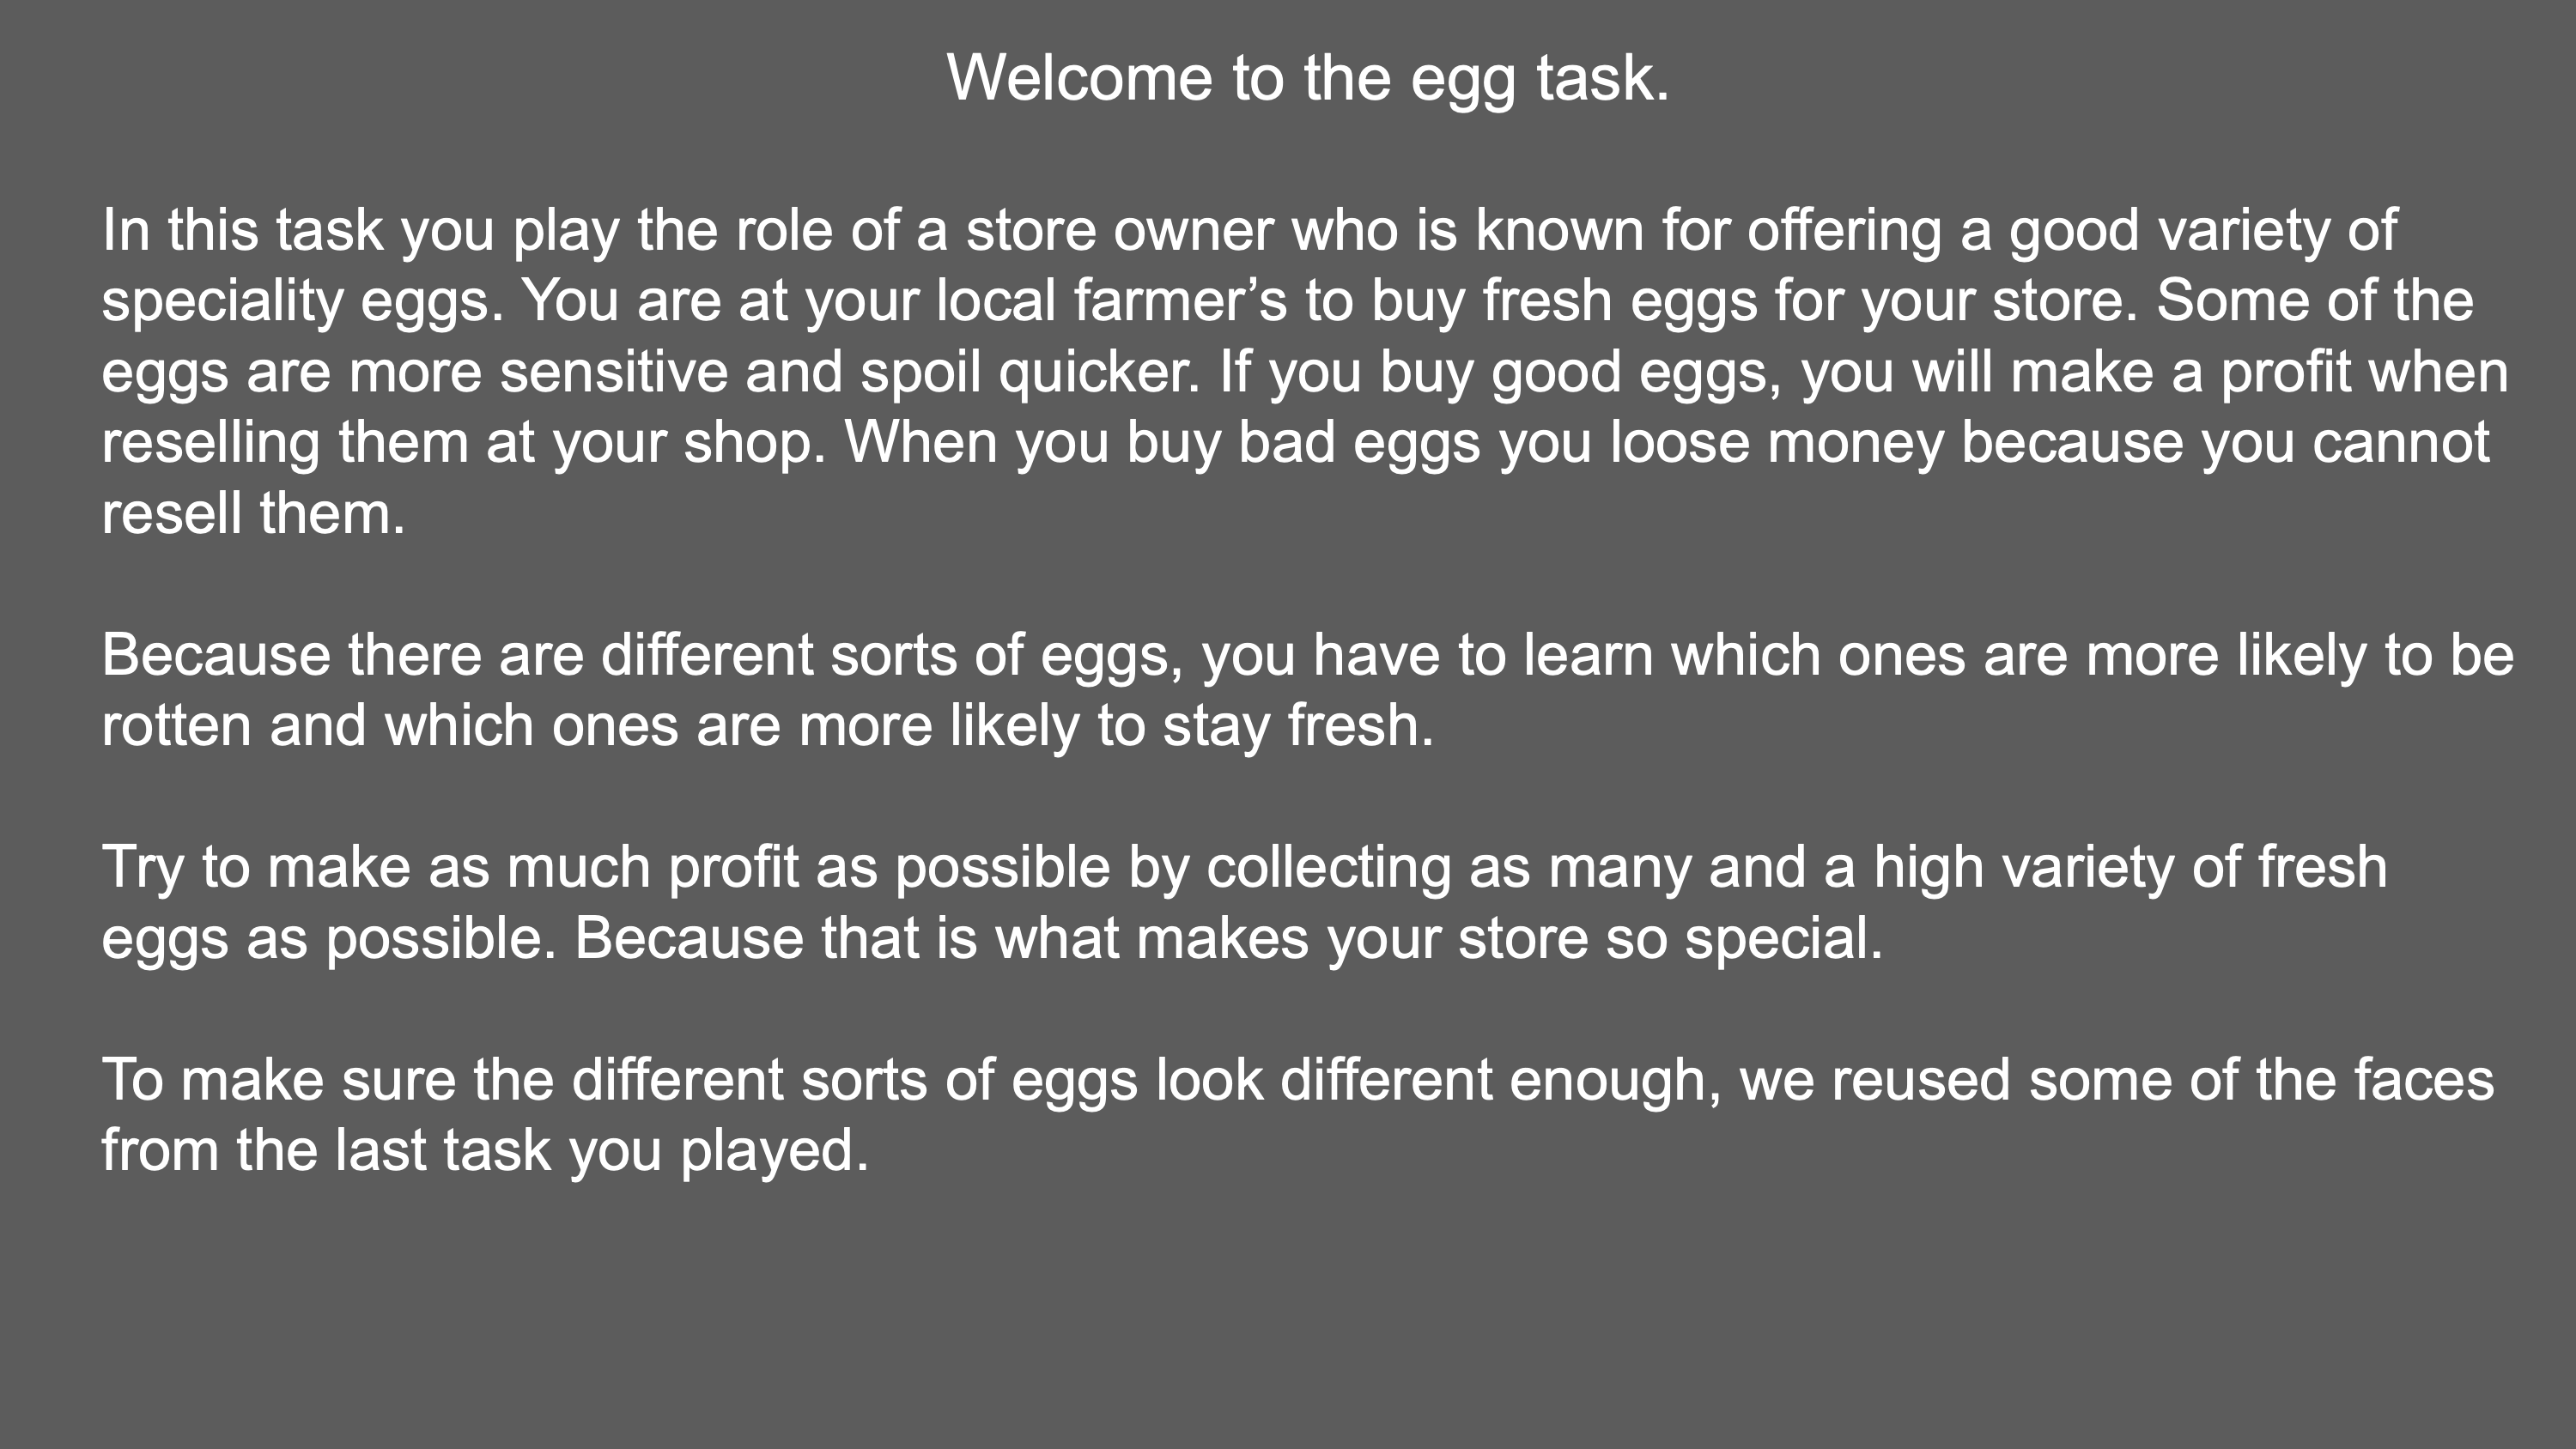 Welcome to the egg task.
In this task you play the role of a store owner who is known for offering a good variety of
speciality eggs. You are at your local farmer’s to buy fresh eggs for your store. Some of the
eggs are more sensitive and spoil quicker. If you buy good eggs, you will make a profit when
reselling them at your shop. When you buy bad eggs you loose money because you cannot
resell them.
Because there are different sorts of eggs, you have to learn which ones are more likely to be
rotten and which ones are more likely to stay fresh.
Try to make as much profit as possible by collecting as many and a high variety of fresh
eggs as possible. Because that is what makes your store so special.
To make sure the different sorts of eggs look different enough, we reused some of the faces
from the last task you played.